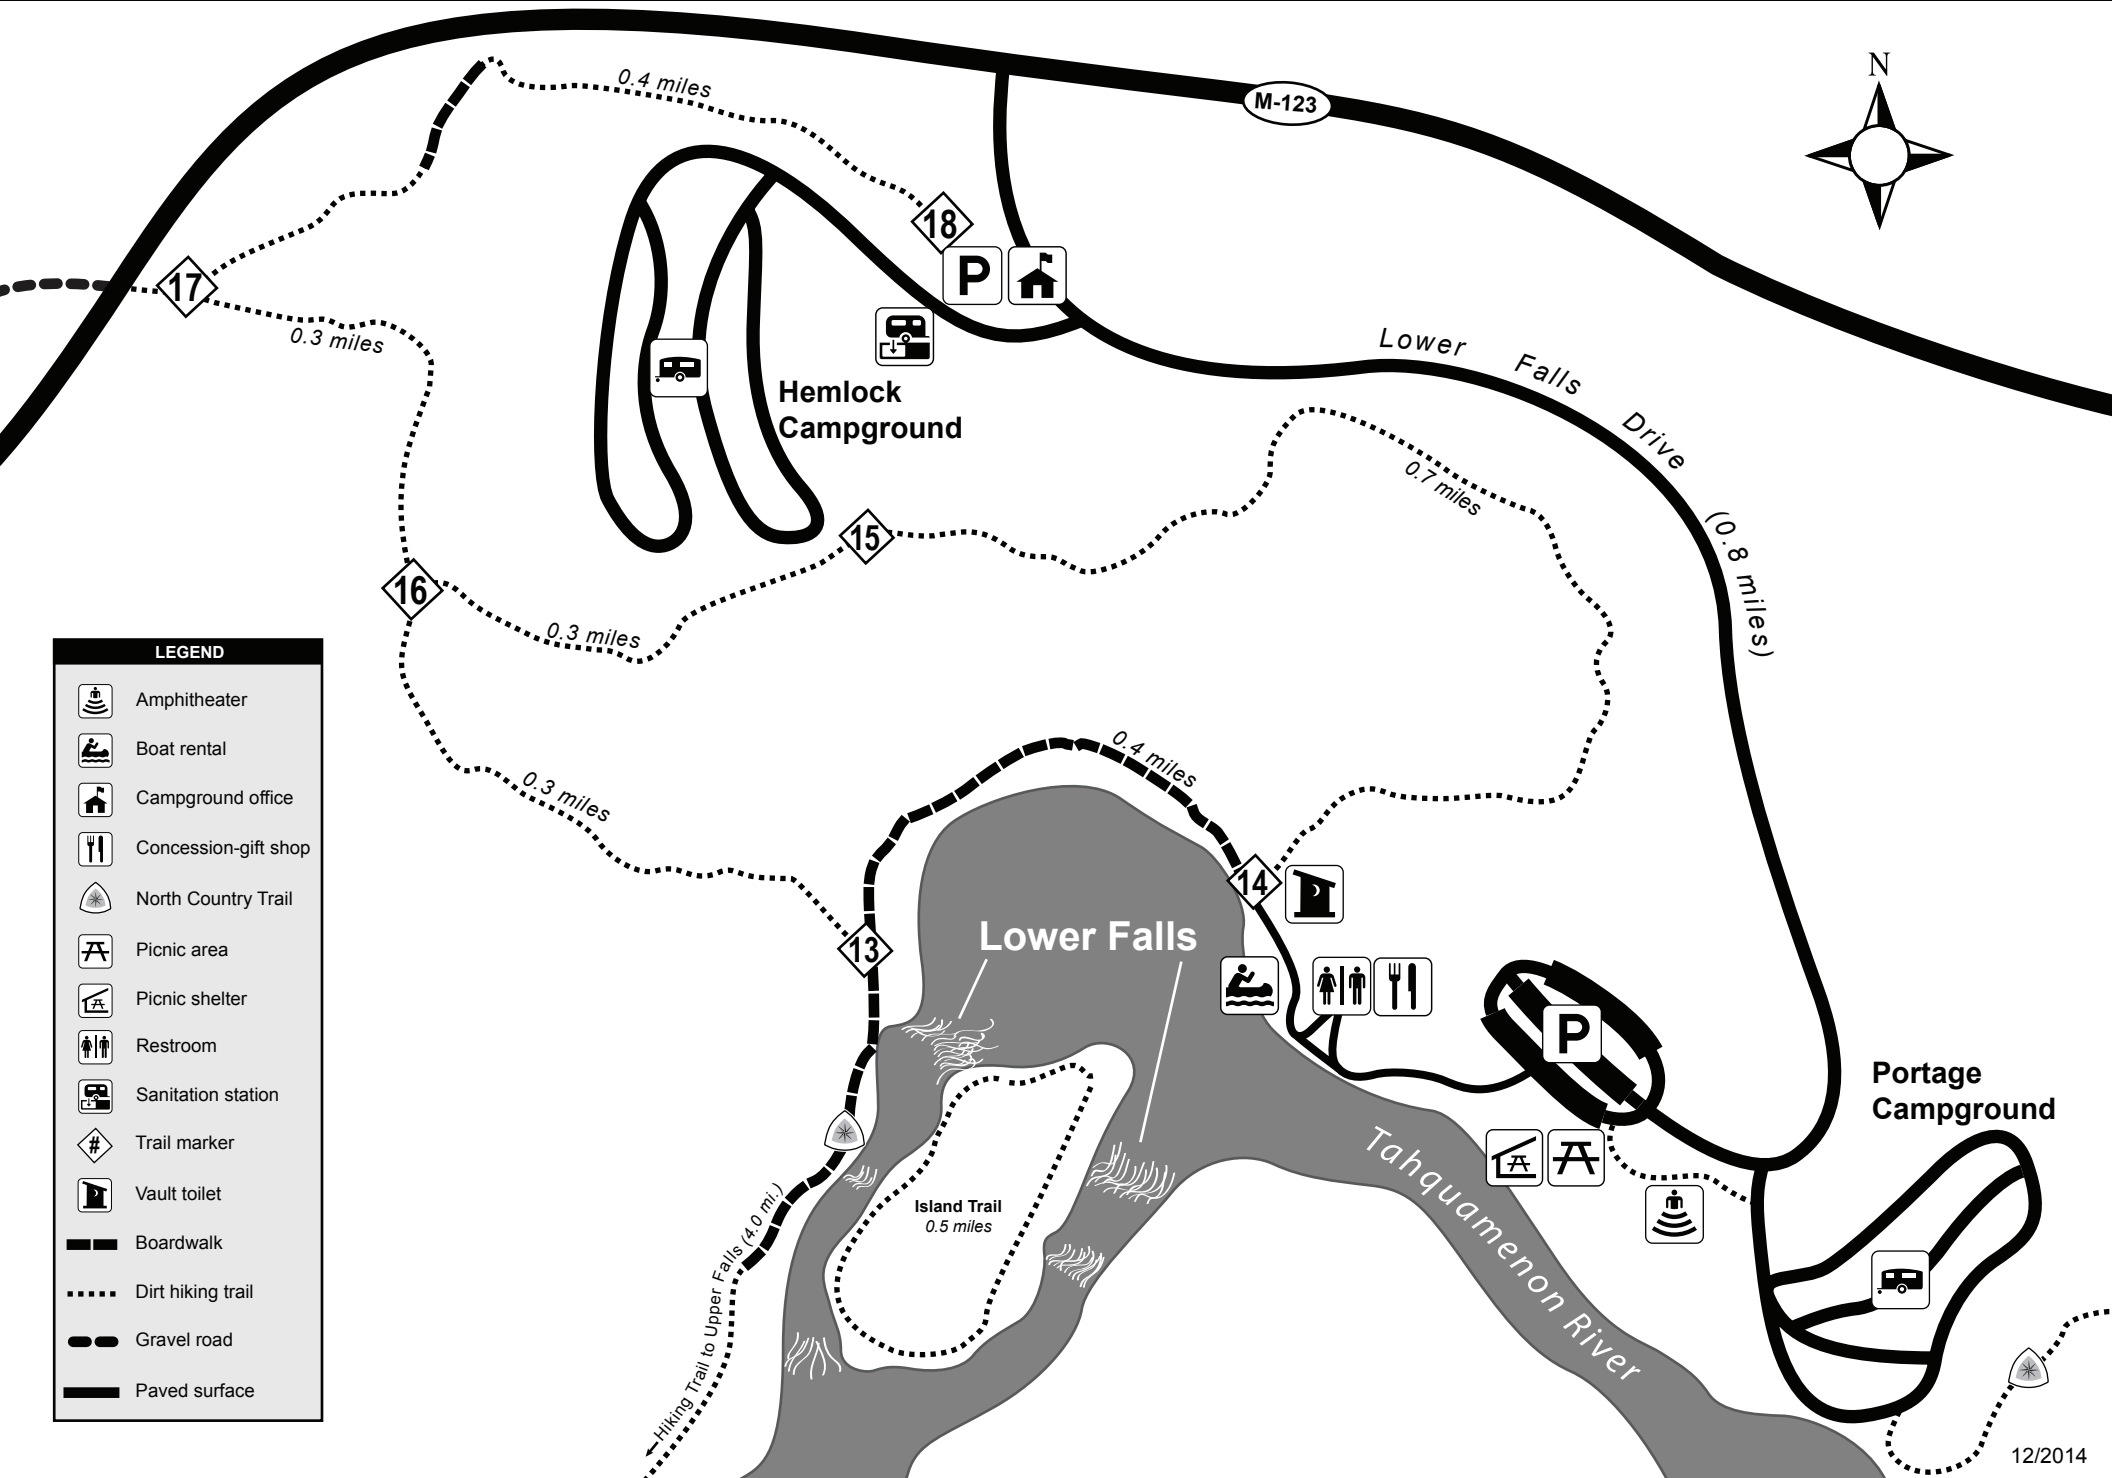 N
M-123
0.4 miles
18
P
17
0.3 miles
Lower Falls Drive (0.8 miles)
Hemlock
Campground
0.7 miles
15
16
0.3 miles
0.3 miles
0.4 miles
14
13
Lower Falls
P
Portage
Campground
Island Trail
0.5 miles
Tahquamenon River
Hiking Trail to Upper Falls (4.0 mi.)
LEGEND
Amphitheater
Boat rental
Campground office
Concession-gift shop
North Country Trail
Picnic area
Picnic shelter
Restroom
Sanitation station
# Trail marker
Vault toilet
Boardwalk
Dirt hiking trail
Gravel road
Paved surface
12/2014